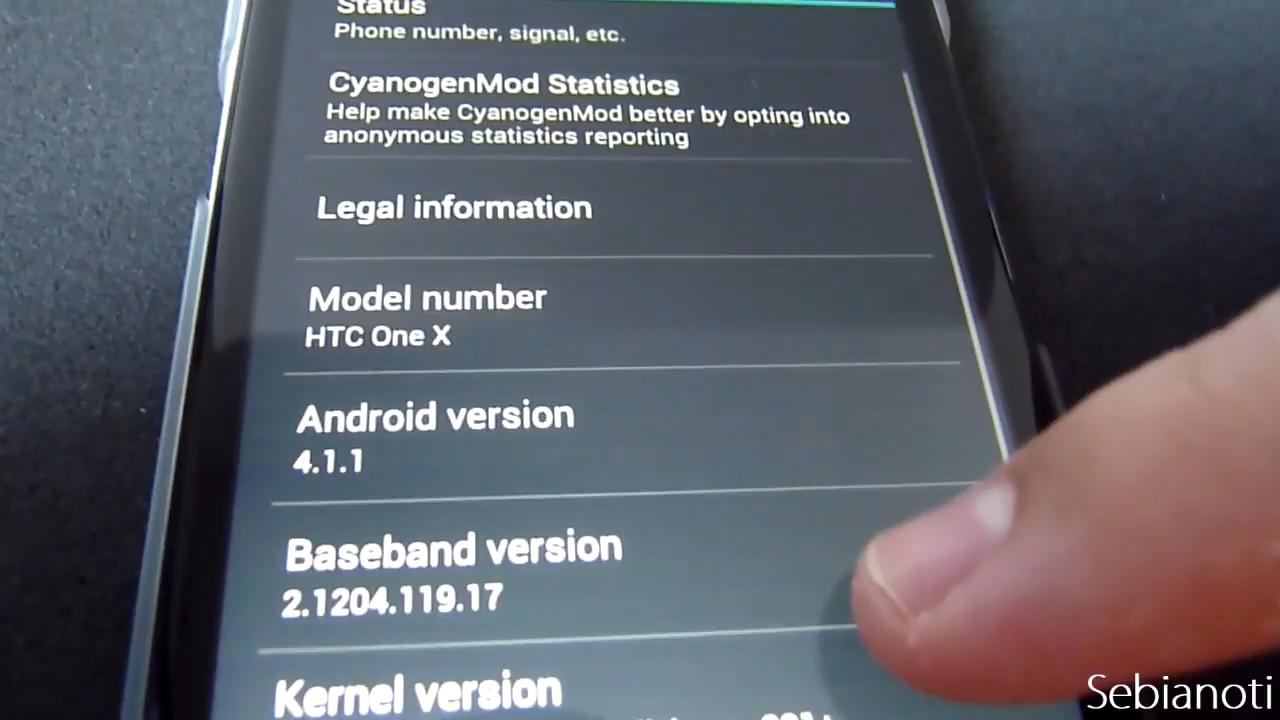 Status
Phone number, signal, etc.
CyanogenMod Statistics
Help make CyanogenMod better by opting into
anonymous statistics reporting
Legal information
Model number
HTC One X
Android version
4.1.1
Baseband version
2.1204.119.17
Kernel version
Sebianoti